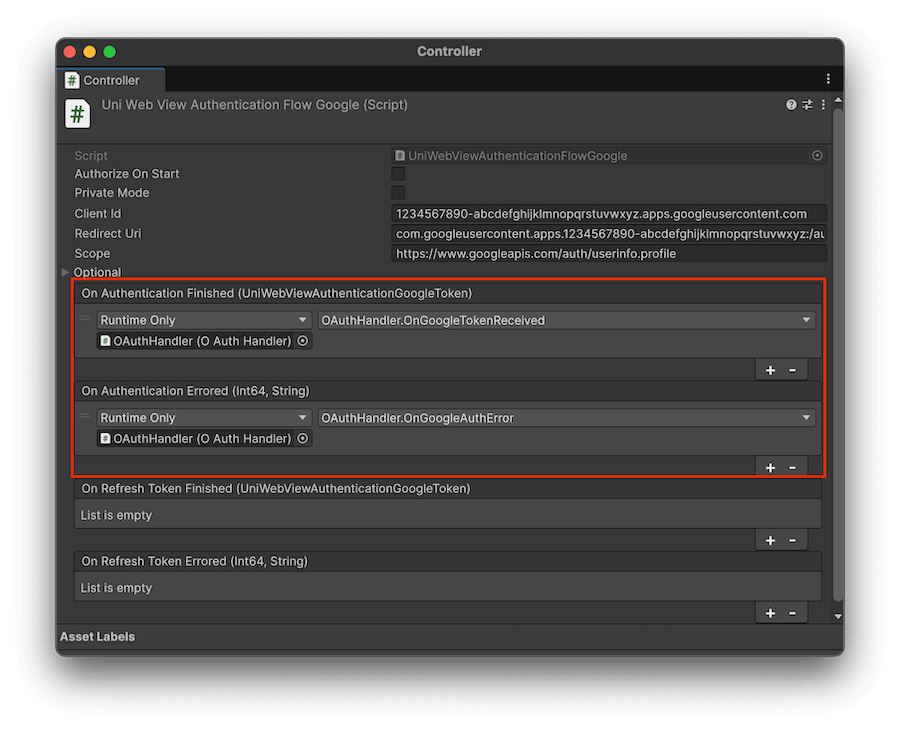 Controller
# Controller
# Uni Web View Authentication Flow Google (Script)
Script UniWebViewAuthenticationFlowGoogle
Authorize On Start
Private Mode
Client Id 1234567890-abcdefghijklmnopqrstuvwxyz.apps.googleusercontent.com
Redirect Uri com.googleusercontent.apps.1234567890-abcdefghijklmnopqrstuvwxyz:/au
Scope https://www.googleapis.com/auth/userinfo.profile
Optional
On Authentication Finished (UniWebViewAuthenticationGoogleToken)
Runtime Only OAuthHandler.OnGoogleTokenReceived
OAuthHandler (O Auth Handler)
+ -
On Authentication Errored (Int64, String)
Runtime Only OAuthHandler.OnGoogleAuthError
OAuthHandler (O Auth Handler)
+ -
On Refresh Token Finished (UniWebViewAuthenticationGoogleToken)
List is empty
+ -
On Refresh Token Errored (Int64, String)
List is empty
+ -
Asset Labels